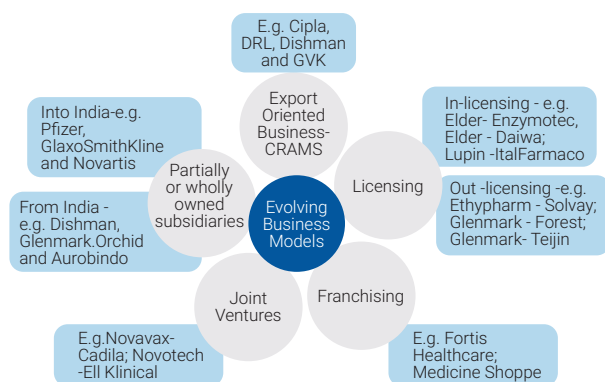 E.g. Cipla,
DRL, Dishman
and GVK
Export
Oriented
Business-
CRAMS
Into India-e.g.
Pfizer,
GlaxoSmithKline
and Novartis
Partially
or wholly
owned
subsidiaries
From India -
e.g. Dishman,
Glenmark.Orchid
and Aurobindo
Evolving
Business
Models
Licensing
In-licensing - e.g.
Elder- Enzymotec,
Elder - Daiwa;
Lupin -ItalFarmaco
Out -licensing -e.g.
Ethypharm - Solvay;
Glenmark - Forest;
Glenmark- Teijin
Joint
Ventures
Franchising
E.g.Novavax-
Cadila; Novotech
-Ell Klinical
E.g. Fortis
Healthcare;
Medicine Shoppe